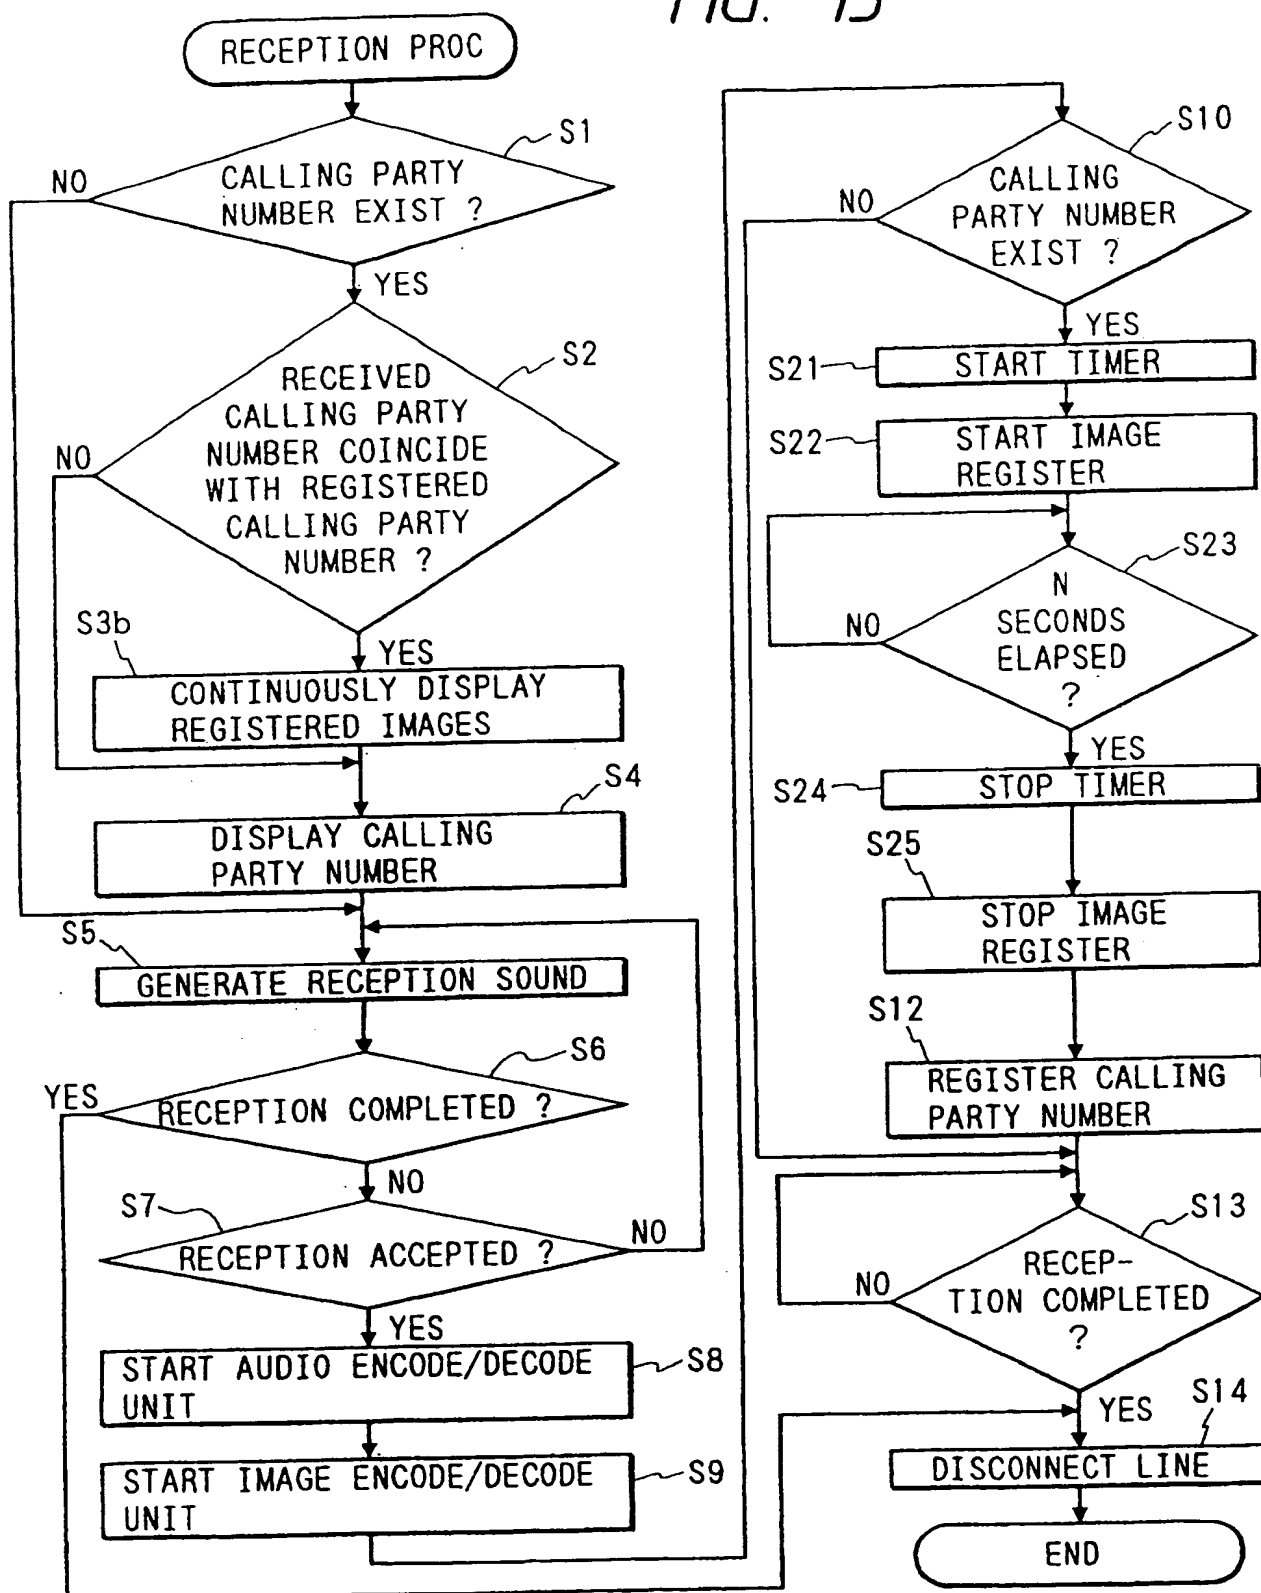 RECEPTION PROC
S1
CALLING PARTY
NUMBER EXIST ?
NO
YES
S2
RECEIVED
CALLING PARTY
NUMBER COINCIDE
WITH REGISTERED
CALLING PARTY
NUMBER ?
NO
YES
S3b
CONTINUOUSLY DISPLAY
REGISTERED IMAGES
S4
DISPLAY CALLING
PARTY NUMBER
S5
GENERATE RECEPTION SOUND
S6
YES
RECEPTION COMPLETED ?
NO
S7
RECEPTION ACCEPTED ?
NO
YES
START AUDIO ENCODE/DECODE
UNIT
S8
START IMAGE ENCODE/DECODE
UNIT
S9
S10
CALLING
PARTY NUMBER
EXIST ?
NO
YES
S21
START TIMER
S22
START IMAGE
REGISTER
S23
N
SECONDS
ELAPSED
?
NO
YES
S24
STOP TIMER
S25
STOP IMAGE
REGISTER
S12
REGISTER CALLING
PARTY NUMBER
S13
RECEP-
TION COMPLETED
?
NO
YES
S14
DISCONNECT LINE
END